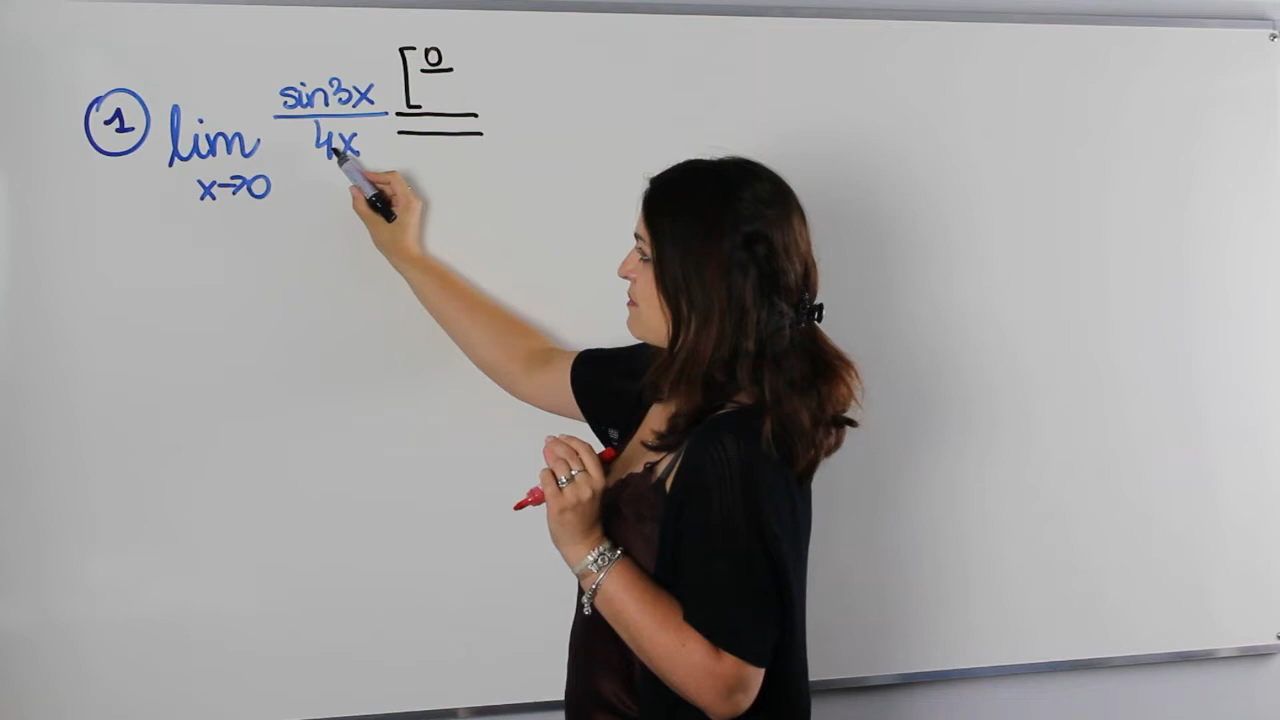 ① lim sin3x / 4x [0
x→0